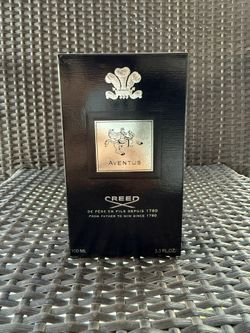 AVENTUS
CREED
DE PÈRE EN FILS DEPUIS 1760
FROM FATHER TO SON SINCE 1760
100 ML 3.3 FL.OZ.